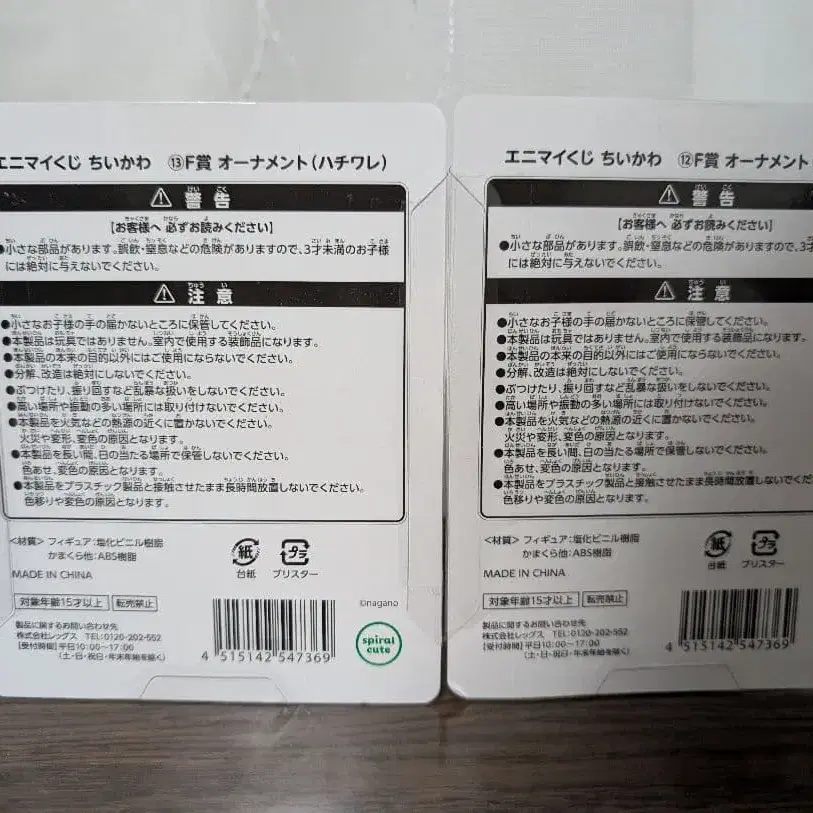 エニマイくじ ちいかわ ⑬F賞 オーナメント(ハチワレ)
⚠ 警告
【お客様へ 必ずお読みください】
●小さな部品があります。誤飲・窒息などの危険がありますので、3才未満のお子様
には絶対に与えないでください。
⚠ 注意
●小さなお子様の手の届かないところに保管してください。
●本製品は玩具ではありません。室内で使用する装飾品になります。
●本製品の本来の目的以外にはご使用にならないでください。
●分解、改造は絶対にしないでください。
●ぶつけたり、振り回すなど乱暴な扱いをしないでください。
●高い場所や振動の多い場所には取り付けないでください。
●本製品を火気などの熱源の近くに置かないでください。
火災や変形、変色の原因となります。
●本製品を長い間、日の当たる場所で保管しないでください。
色あせ、変色の原因となります。
●本製品をプラスチック製品と接触させたまま長時間放置しないでください。
色移りや変色の原因となります。
<材質> フィギュア:塩化ビニル樹脂
かまくら他:ABS樹脂
MADE IN CHINA
紙
台紙
プラ
ブリスター
対象年齢15才以上 転売禁止
©nagano
製品に関するお問い合わせ先
株式会社レッグス TEL:0120-202-552
【受付時間】平日10:00~17:00
(土・日・祝日・年末年始を除く)
4 515142 547369
spiral
cute
エニマイくじ ちいかわ ⑫F賞 オーナメント
⚠ 警告
【お客様へ 必ずお読みください】
●小さな部品があります。誤飲・窒息などの危険がありますので、3才
には絶対に与えないでください。
⚠ 注意
●小さなお子様の手の届かないところに保管してください。
●本製品は玩具ではありません。室内で使用する装飾品になります。
●本製品の本来の目的以外にはご使用にならないでください。
●分解、改造は絶対にしないでください。
●ぶつけたり、振り回すなど乱暴な扱いをしないでください。
●高い場所や振動の多い場所には取り付けないでください。
●本製品を火気などの熱源の近くに置かないでください。
火災や変形、変色の原因となります。
●本製品を長い間、日の当たる場所で保管しないでください。
色あせ、変色の原因となります。
●本製品をプラスチック製品と接触させたまま長時間放置しないでくだ
色移りや変色の原因となります。
<材質> フィギュア:塩化ビニル樹脂
かまくら他:ABS樹脂
MADE IN CHINA
紙
台紙
プラ
ブリスター
対象年齢15才以上 転売禁止
製品に関するお問い合わせ先
株式会社レッグス TEL:0120-202-552
【受付時間】平日10:00~17:00
(土・日・祝日・年末年始を除く)
4 515142 547369